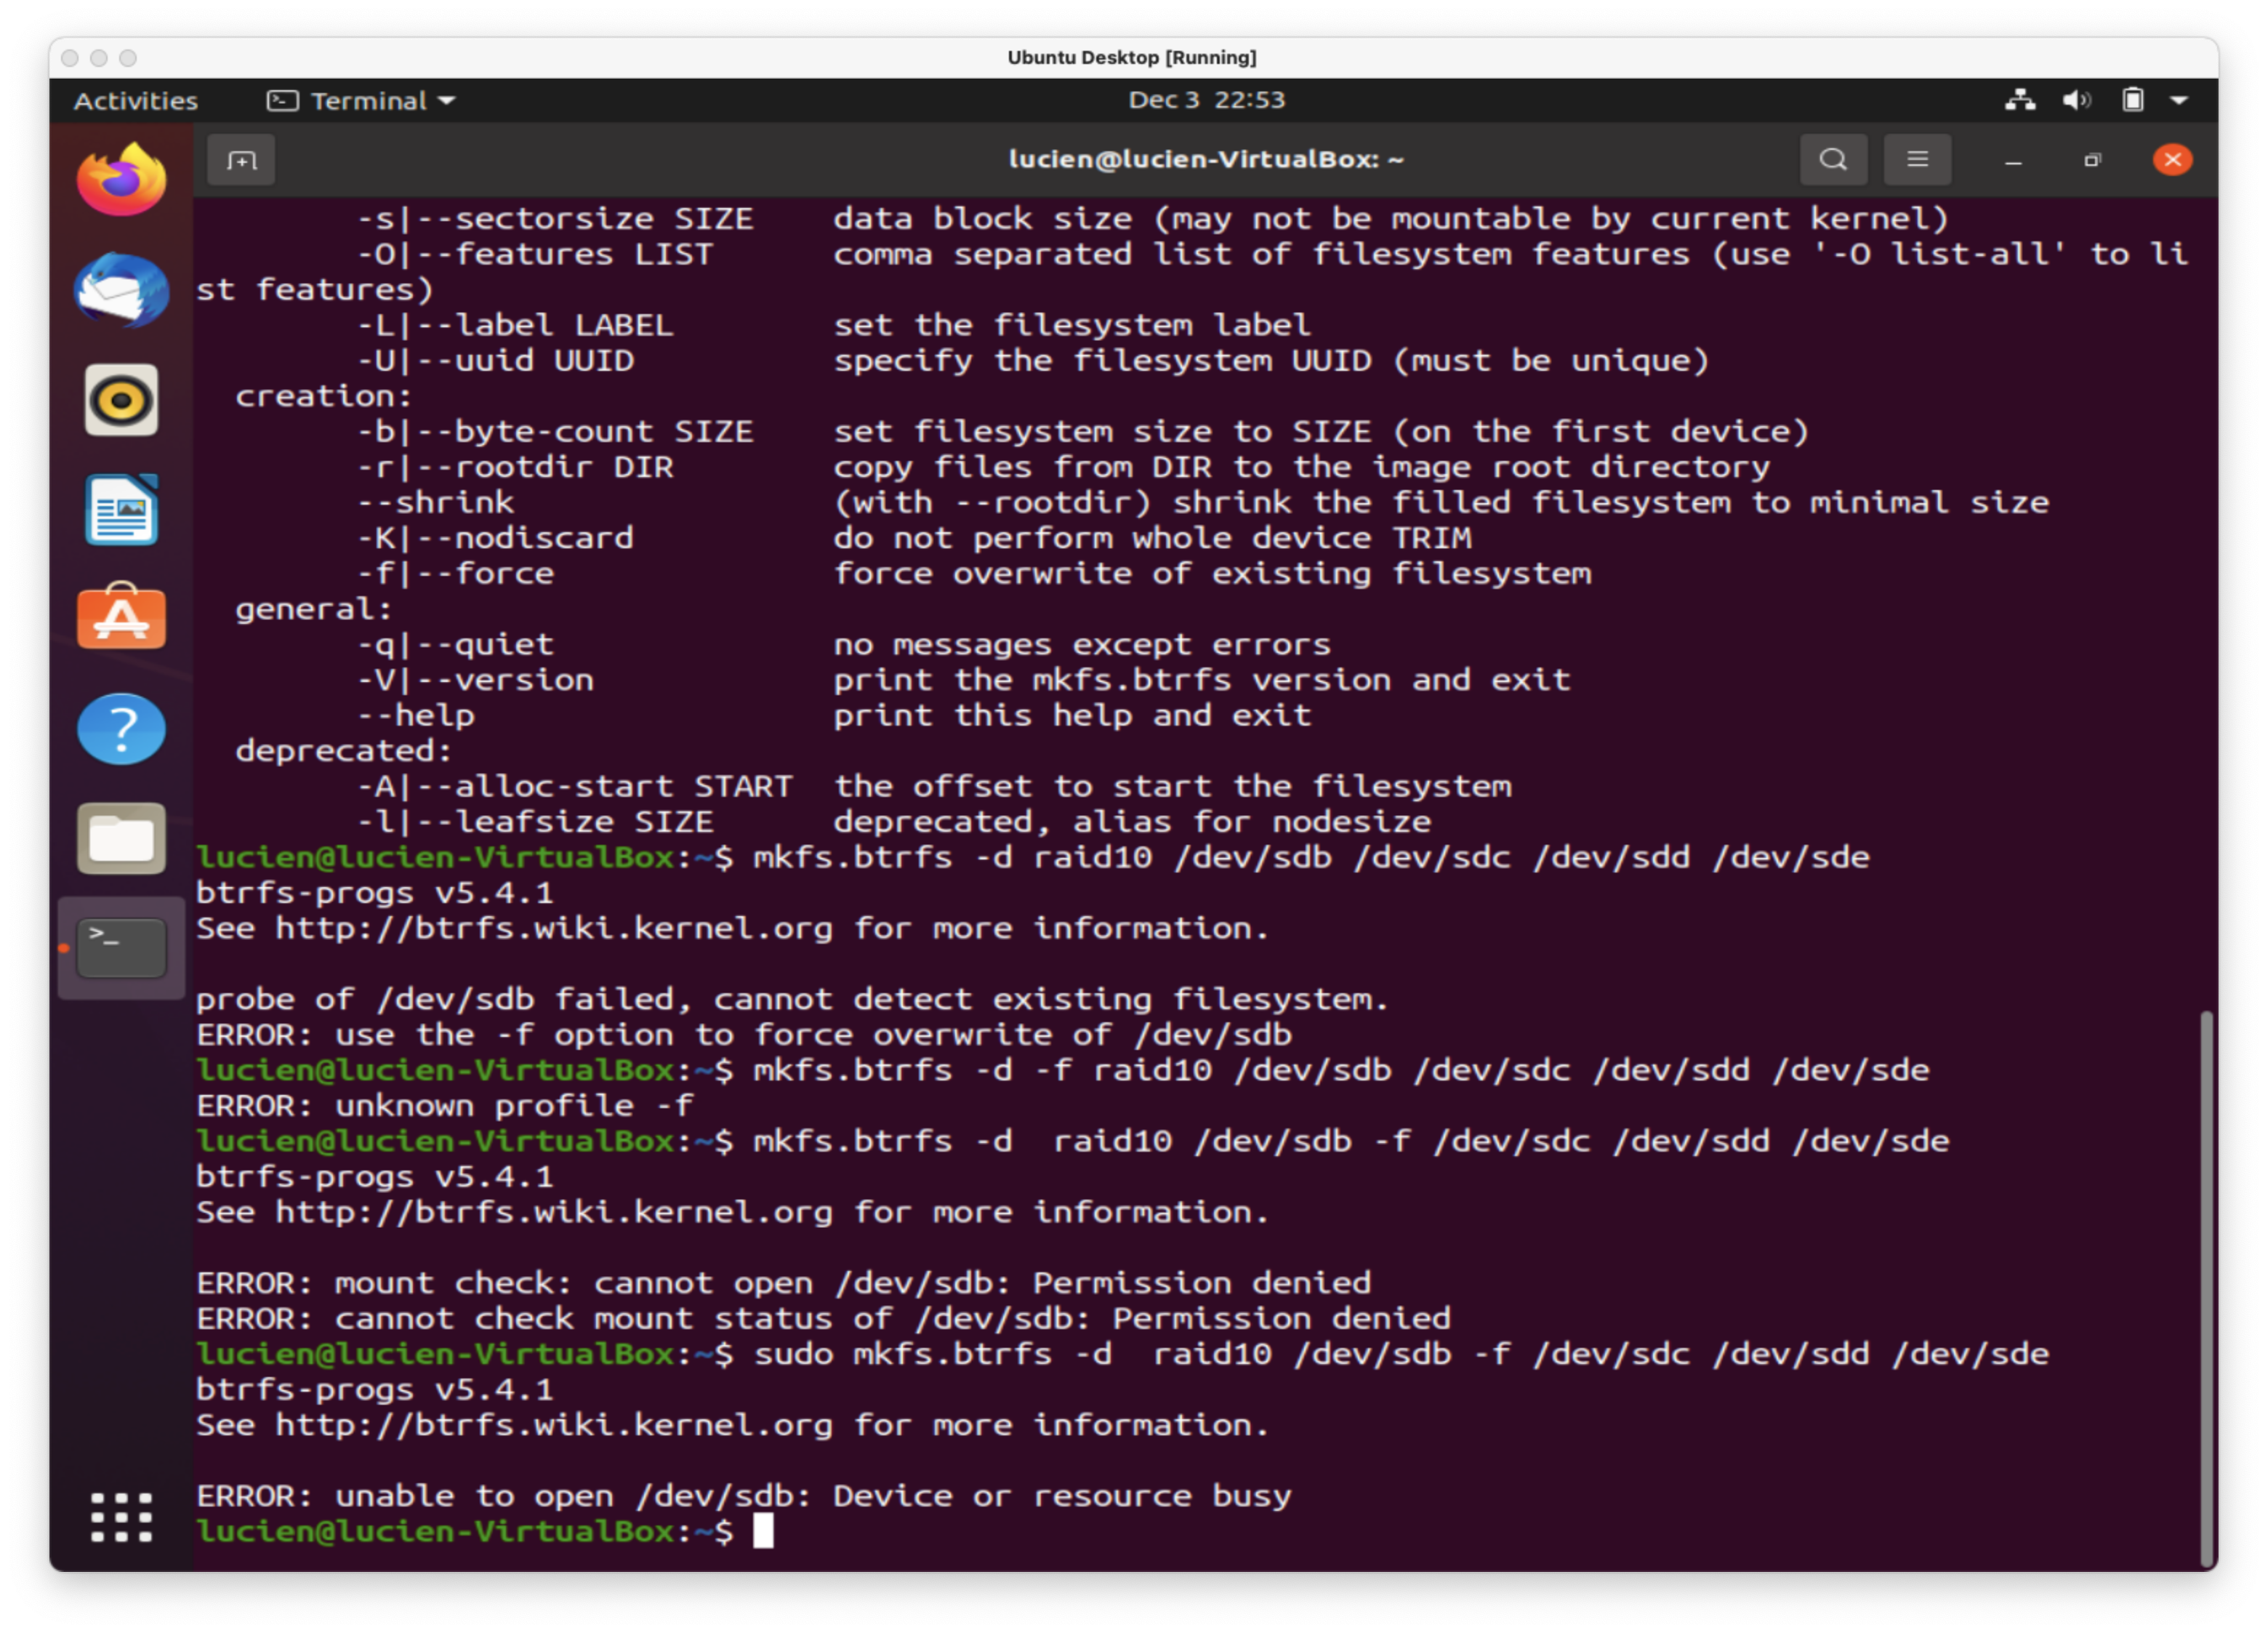 Ubuntu Desktop [Running]
Activities Terminal Dec 3 22:53
lucien@lucien-VirtualBox: ~
-s|--sectorsize SIZE data block size (may not be mountable by current kernel)
-O|--features LIST comma separated list of filesystem features (use '-O list-all' to li
st features)
-L|--label LABEL set the filesystem label
-U|--uuid UUID specify the filesystem UUID (must be unique)
creation:
-b|--byte-count SIZE set filesystem size to SIZE (on the first device)
-r|--rootdir DIR copy files from DIR to the image root directory
--shrink (with --rootdir) shrink the filled filesystem to minimal size
-K|--nodiscard do not perform whole device TRIM
-f|--force force overwrite of existing filesystem
general:
-q|--quiet no messages except errors
-V|--version print the mkfs.btrfs version and exit
--help print this help and exit
deprecated:
-A|--alloc-start START the offset to start the filesystem
-l|--leafsize SIZE deprecated, alias for nodesize
lucien@lucien-VirtualBox:~$ mkfs.btrfs -d raid10 /dev/sdb /dev/sdc /dev/sdd /dev/sde
btrfs-progs v5.4.1
See http://btrfs.wiki.kernel.org for more information.
probe of /dev/sdb failed, cannot detect existing filesystem.
ERROR: use the -f option to force overwrite of /dev/sdb
lucien@lucien-VirtualBox:~$ mkfs.btrfs -d -f raid10 /dev/sdb /dev/sdc /dev/sdd /dev/sde
ERROR: unknown profile -f
lucien@lucien-VirtualBox:~$ mkfs.btrfs -d  raid10 /dev/sdb -f /dev/sdc /dev/sdd /dev/sde
btrfs-progs v5.4.1
See http://btrfs.wiki.kernel.org for more information.
ERROR: mount check: cannot open /dev/sdb: Permission denied
ERROR: cannot check mount status of /dev/sdb: Permission denied
lucien@lucien-VirtualBox:~$ sudo mkfs.btrfs -d  raid10 /dev/sdb -f /dev/sdc /dev/sdd /dev/sde
btrfs-progs v5.4.1
See http://btrfs.wiki.kernel.org for more information.
ERROR: unable to open /dev/sdb: Device or resource busy
lucien@lucien-VirtualBox:~$